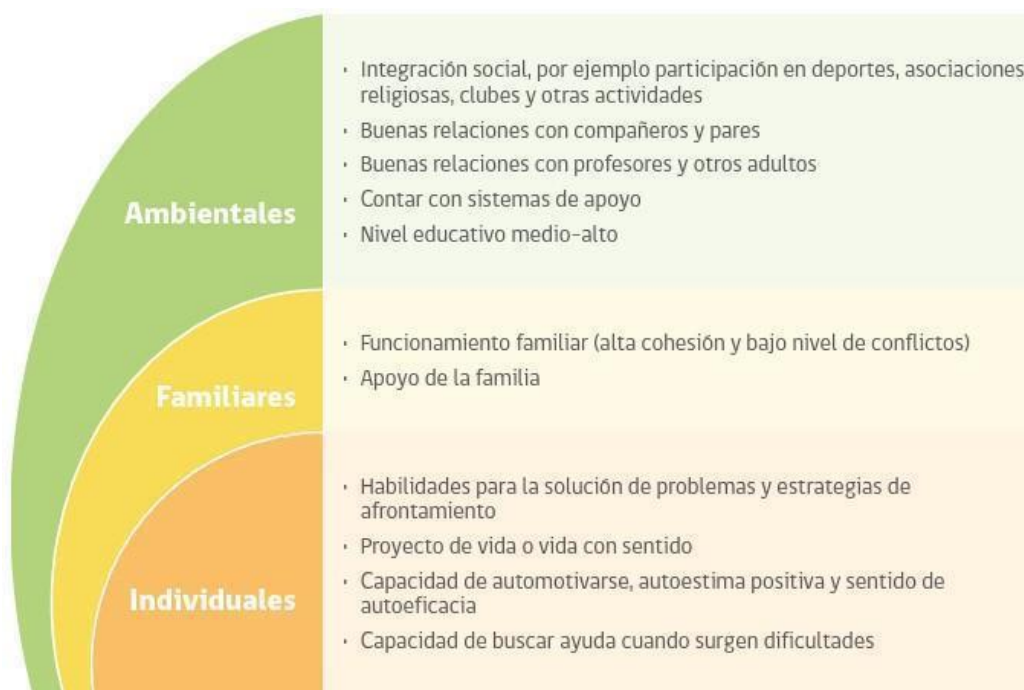 Ambientales
· Integración social, por ejemplo participación en deportes, asociaciones
religiosas, clubes y otras actividades
· Buenas relaciones con compañeros y pares
· Buenas relaciones con profesores y otros adultos
· Contar con sistemas de apoyo
· Nivel educativo medio-alto
Familiares
· Funcionamiento familiar (alta cohesión y bajo nivel de conflictos)
· Apoyo de la familia
Individuales
· Habilidades para la solución de problemas y estrategias de
afrontamiento
· Proyecto de vida o vida con sentido
· Capacidad de automotivarse, autoestima positiva y sentido de
autoeficacia
· Capacidad de buscar ayuda cuando surgen dificultades